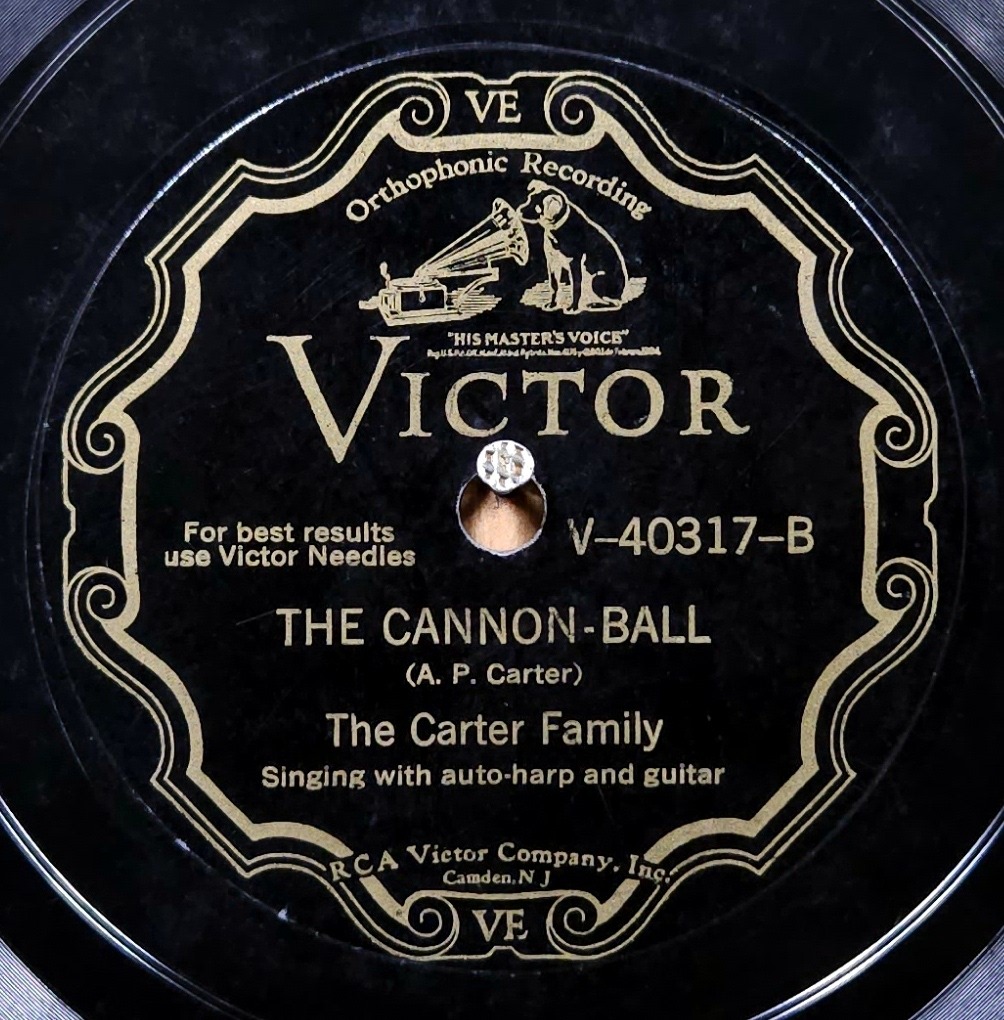 VE
Orthophonic Recording
"HIS MASTER'S VOICE"
VICTOR
For best results
use Victor Needles
V-40317-B
THE CANNON-BALL
(A. P. Carter)
The Carter Family
Singing with auto-harp and guitar
RCA Victor Company, Inc.
Camden, N J
VE